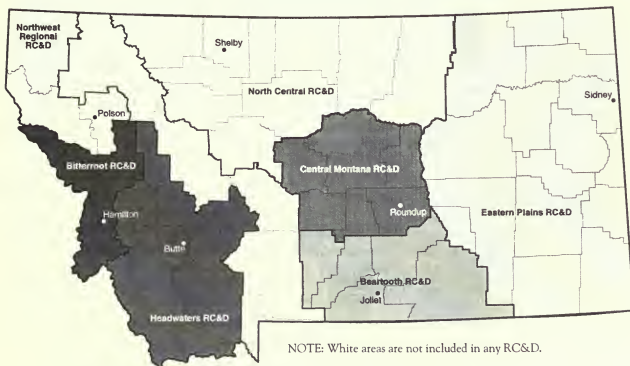 Northwest
Regional
RC&D
Shelby
North Central RC&D
Sidney
Polson
Bitterroot RC&D
Central Montana RC&D
Hamilton
Roundup
Eastern Plains RC&D
Butte
Beartooth RC&D
Joliet
Headwaters RC&D
NOTE: White areas are not included in any RC&D.